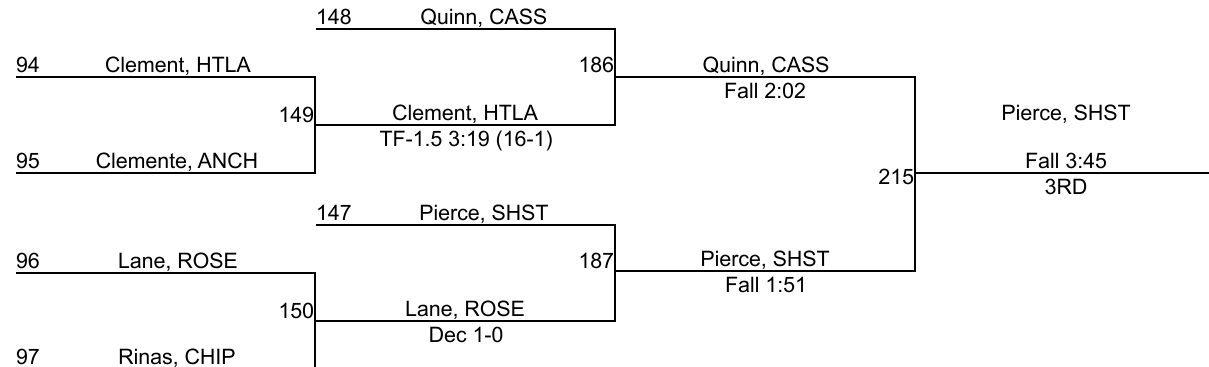 148 Quinn, CASS
94 Clement, HTLA
186 Quinn, CASS
Fall 2:02
149 Clement, HTLA
TF-1.5 3:19 (16-1)
Pierce, SHST
95 Clemente, ANCH
Fall 3:45
215
3RD
147 Pierce, SHST
96 Lane, ROSE
187 Pierce, SHST
Fall 1:51
150 Lane, ROSE
Dec 1-0
97 Rinas, CHIP